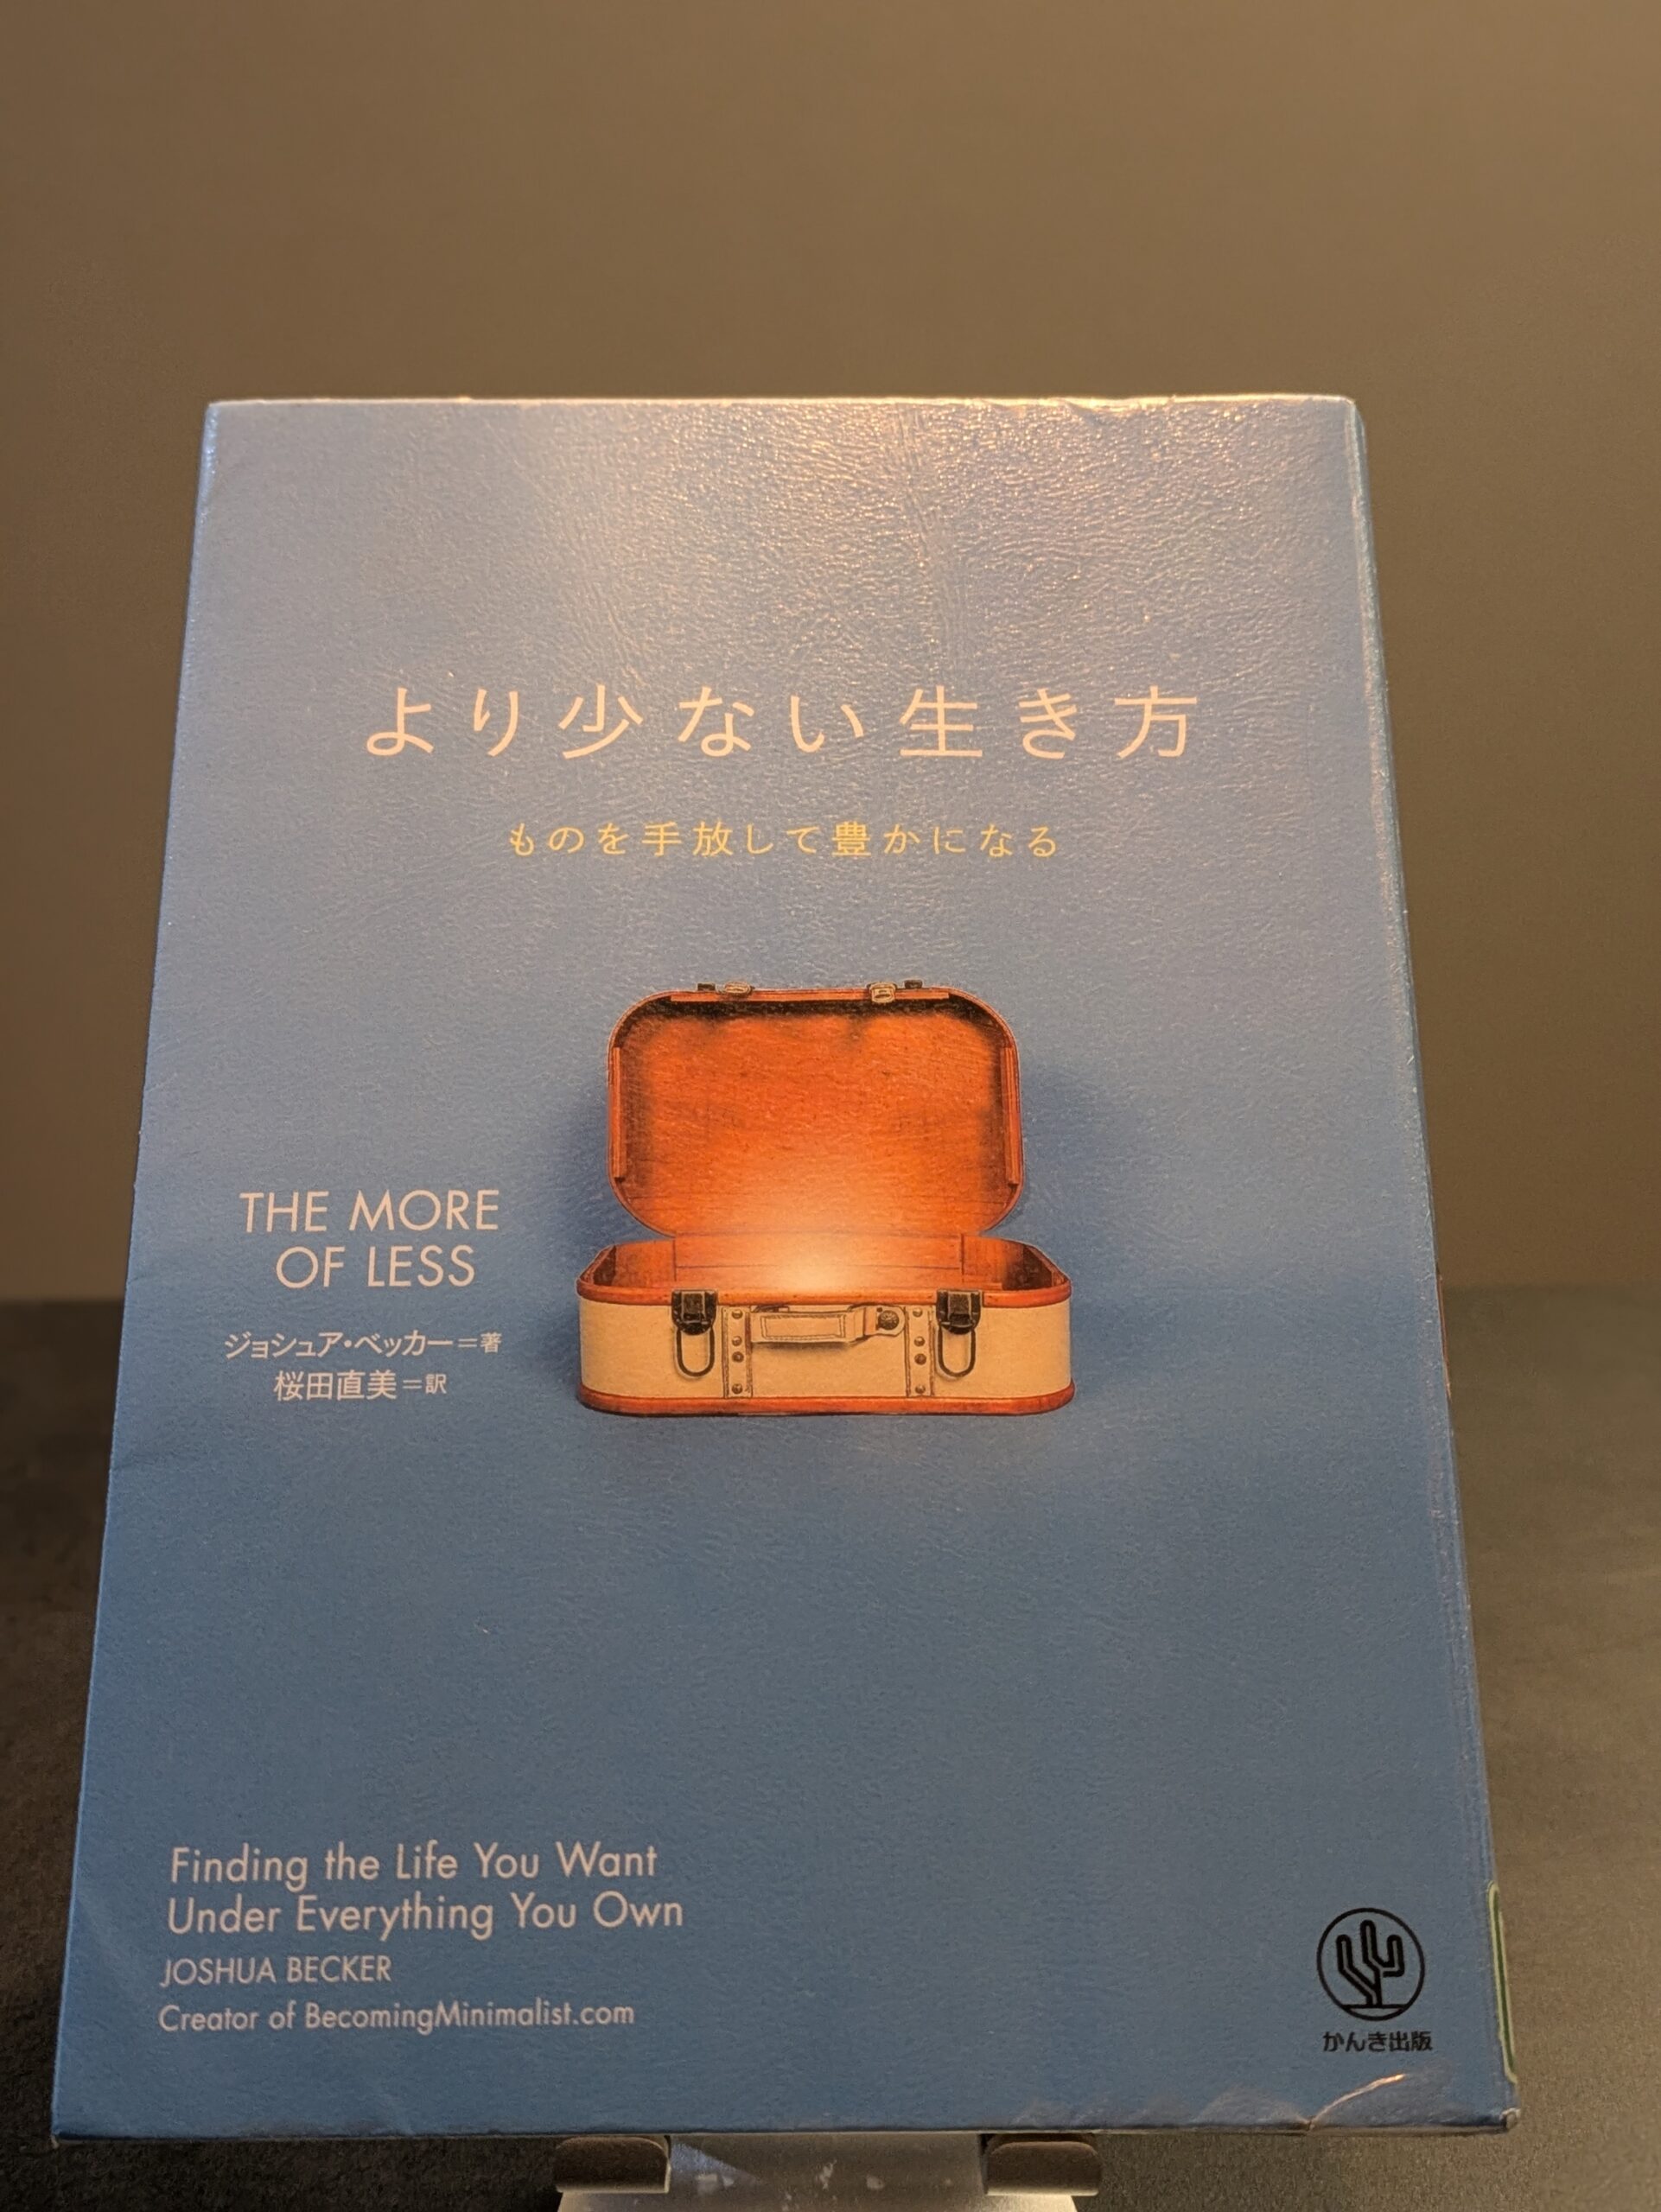 より少ない生き方
ものを手放して豊かになる
THE MORE
OF LESS
ジョシュア・ベッカー=著
桜田直美=訳
Finding the Life You Want
Under Everything You Own
JOSHUA BECKER
Creator of BecomingMinimalist.com
かんき出版